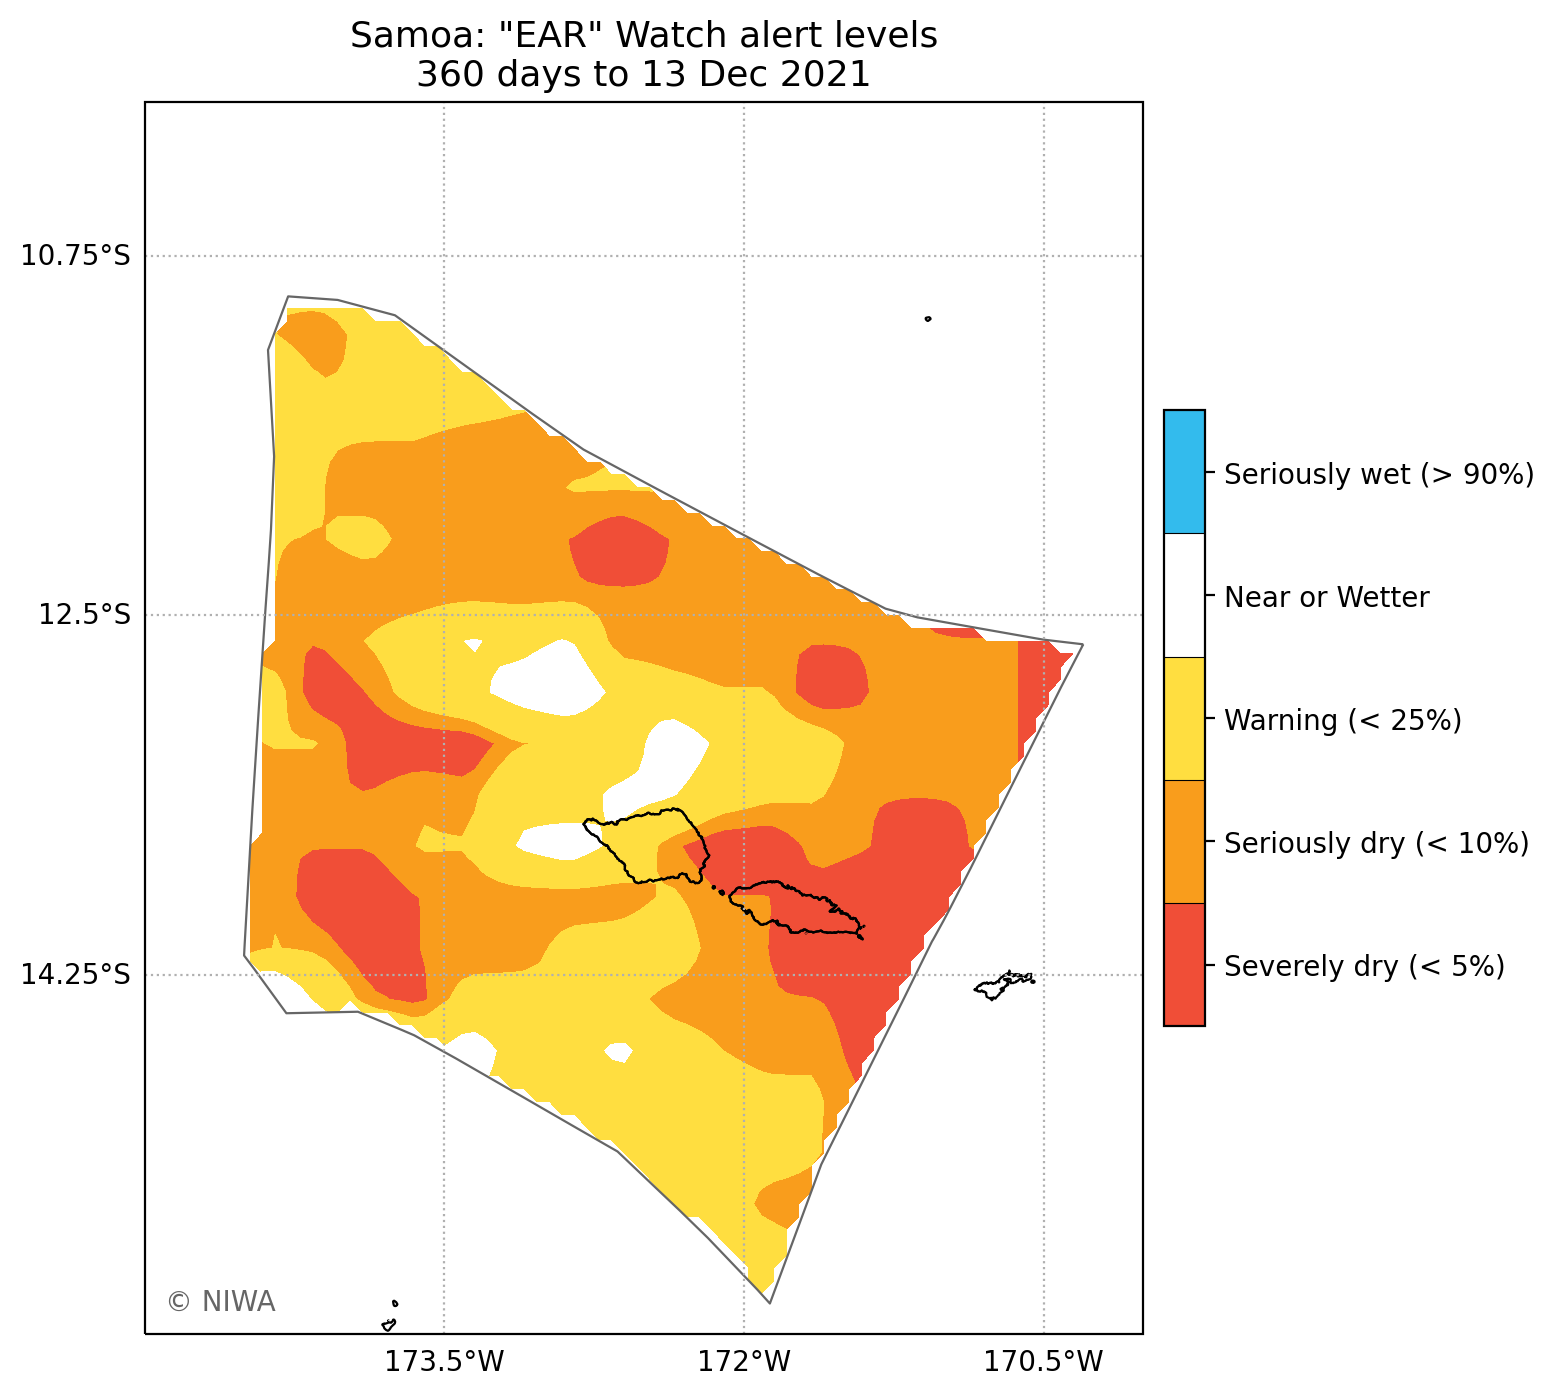 Samoa: "EAR" Watch alert levels
360 days to 13 Dec 2021
10.75°S
12.5°S
14.25°S
173.5°W
172°W
170.5°W
Seriously wet (> 90%)
Near or Wetter
Warning (< 25%)
Seriously dry (< 10%)
Severely dry (< 5%)
© NIWA